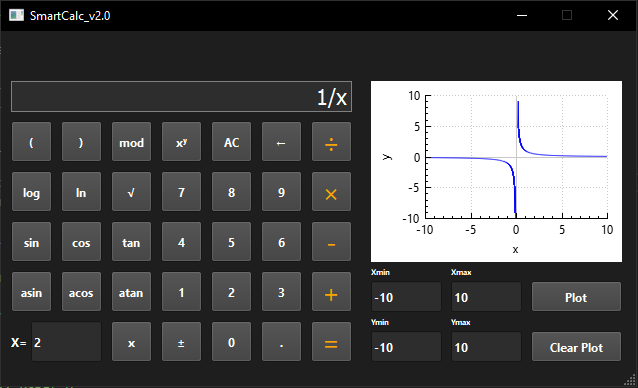 SmartCalc_v2.0
1/x
( ) mod xʸ AC ← ÷
log ln √ 7 8 9 ×
sin cos tan 4 5 6 -
asin acos atan 1 2 3 +
X= 2 x ± 0 . =
10
5
0
-5
-10
y
-10 -5 0 5 10
x
Xmin Xmax
-10 10 Plot
Ymin Ymax
-10 10 Clear Plot